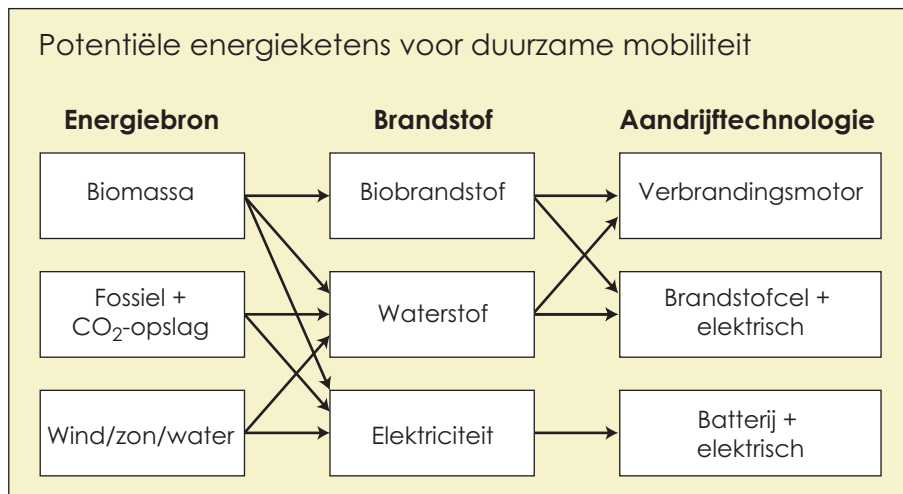 Potentiële energieketens voor duurzame mobiliteit
Energiebron
Brandstof
Aandrijftechnologie
Biomassa
Biobrandstof
Verbrandingsmotor
Fossiel +
CO₂-opslag
Waterstof
Brandstofcel +
elektrisch
Wind/zon/water
Elektriciteit
Batterij +
elektrisch